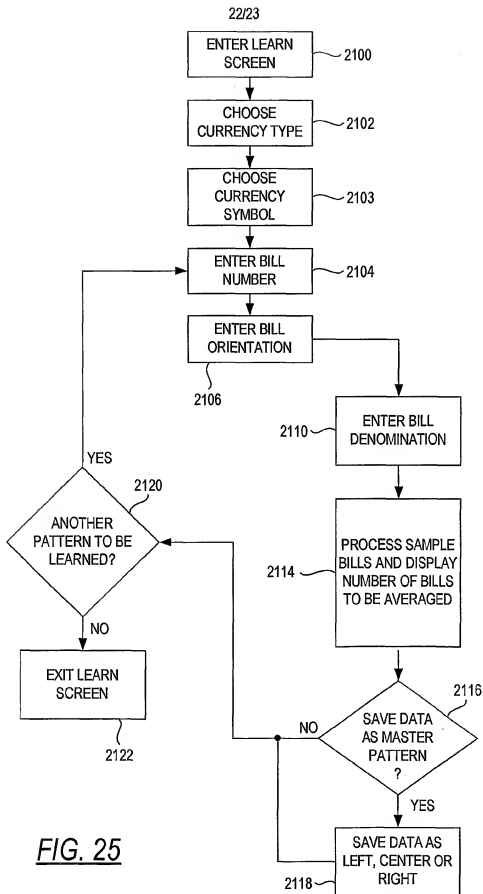 22/23
ENTER LEARN
SCREEN
2100
CHOOSE
CURRENCY TYPE
2102
CHOOSE
CURRENCY
SYMBOL
2103
ENTER BILL
NUMBER
2104
ENTER BILL
ORIENTATION
2106
ENTER BILL
DENOMINATION
2110
PROCESS SAMPLE
BILLS AND DISPLAY
NUMBER OF BILLS
TO BE AVERAGED
2114
SAVE DATA
AS MASTER
PATTERN
?
2116
NO
YES
SAVE DATA AS
LEFT, CENTER OR
RIGHT
2118
ANOTHER
PATTERN TO BE
LEARNED?
2120
YES
NO
EXIT LEARN
SCREEN
2122
FIG. 25